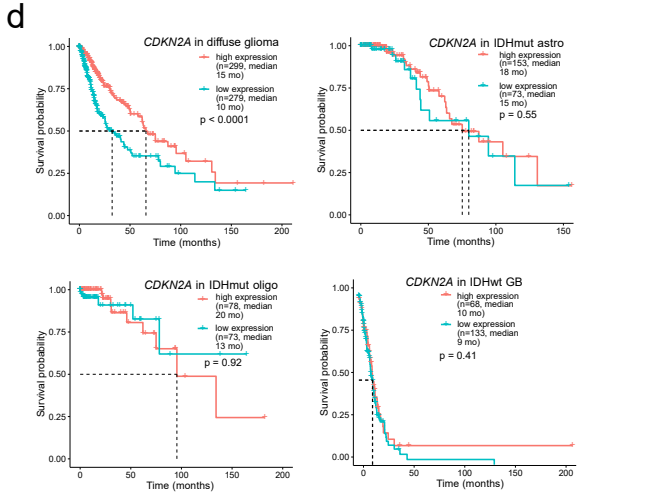 d
CDKN2A in diffuse glioma
high expression
(n=299, median
15 mo)
low expression
(n=279, median
10 mo)
p < 0.0001
Survival probability
1.00
0.75
0.50
0.25
0.00
0
50
100
150
200
Time (months)
CDKN2A in IDHmut astro
high expression
(n=153, median
18 mo)
low expression
(n=73, median
15 mo)
p = 0.55
Survival probability
1.00
0.75
0.50
0.25
0.00
0
50
100
150
Time (months)
CDKN2A in IDHmut oligo
high expression
(n=78, median
20 mo)
low expression
(n=73, median
13 mo)
p = 0.92
Survival probability
1.00
0.75
0.50
0.25
0.00
0
50
100
150
200
Time (months)
CDKN2A in IDHwt GB
high expression
(n=68, median
10 mo)
low expression
(n=133, median
9 mo)
p = 0.41
Survival probability
1.00
0.75
0.50
0.25
0.00
0
50
100
150
200
Time (months)